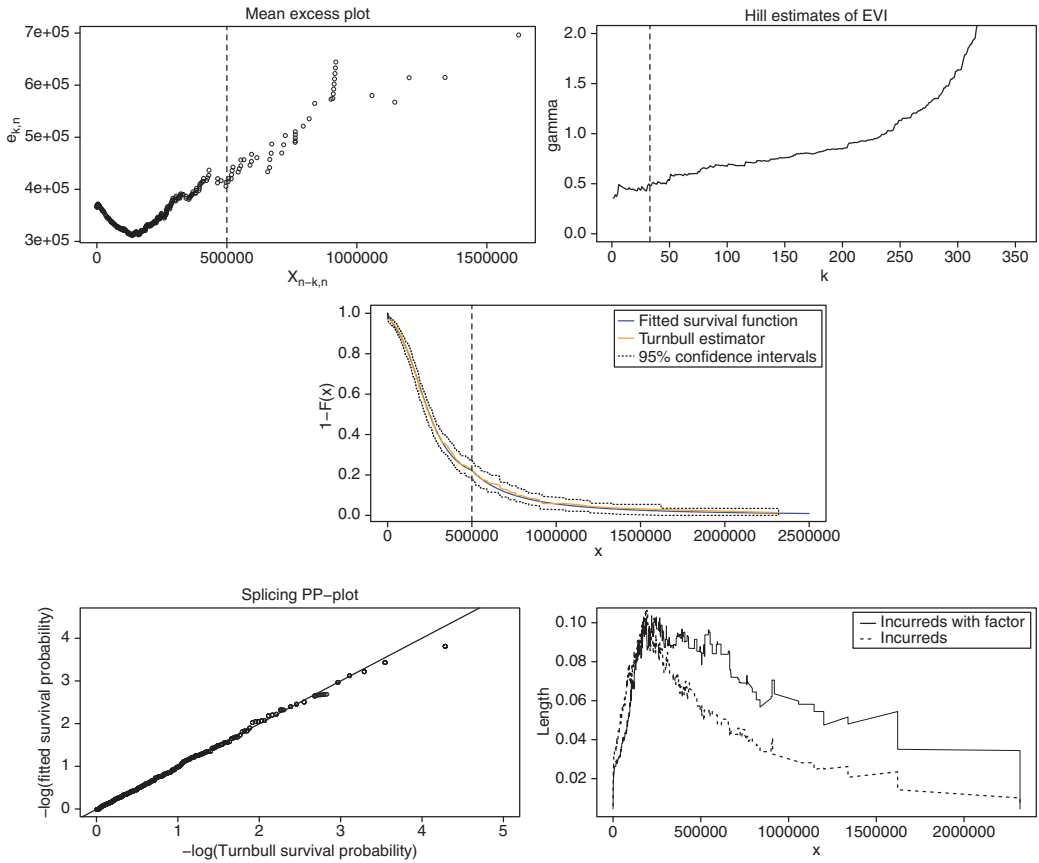 Mean excess plot
7e+05
6e+05
5e+05
4e+05
3e+05
e_{k,n}
0 500000 1000000 1500000
X_{n−k,n}
Hill estimates of EVI
2.0
1.5
1.0
0.5
0.0
gamma
0 50 100 150 200 250 300 350
k
1.0
0.8
0.6
0.4
0.2
0.0
1−F(x)
Fitted survival function
Turnbull estimator
95% confidence intervals
0 500000 1000000 1500000 2000000 2500000
x
Splicing PP−plot
4
3
2
1
0
−log(fitted survival probability)
0 1 2 3 4 5
−log(Turnbull survival probability)
0.10
0.08
0.06
0.04
0.02
Length
Incurreds with factor
Incurreds
0 500000 1000000 1500000 2000000
x